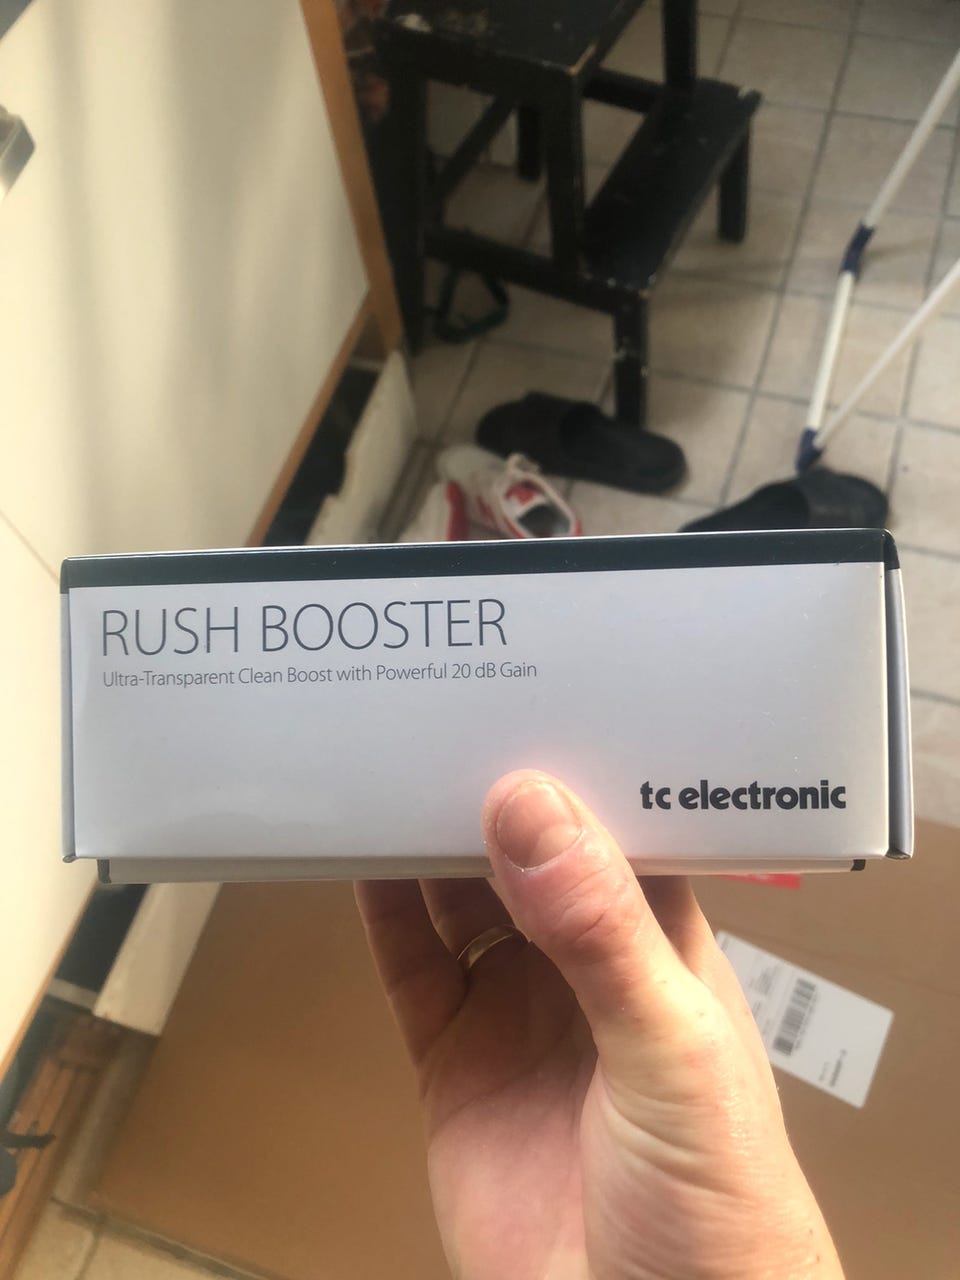 RUSH BOOSTER
Ultra-Transparent Clean Boost with Powerful 20 dB Gain
tc electronic